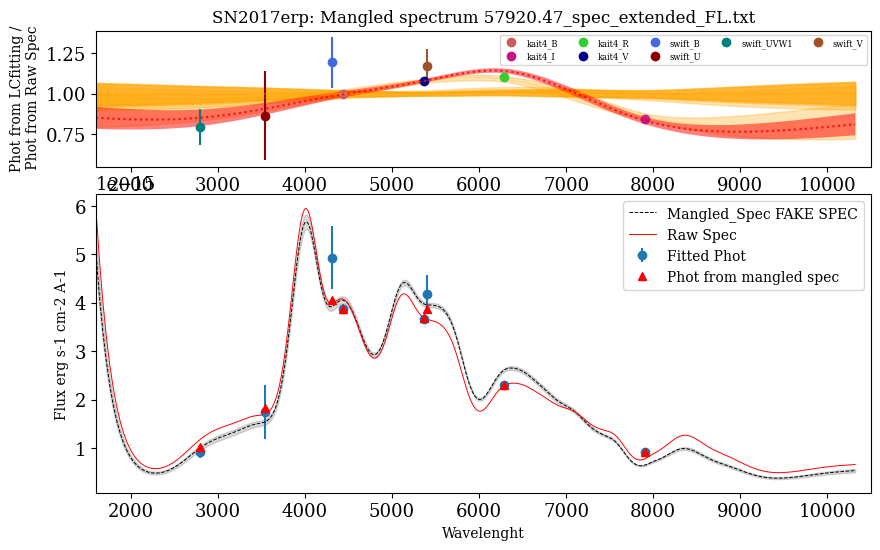 SN2017erp: Mangled spectrum 57920.47_spec_extended_FL.txt
Phot from LCfitting /
Phot from Raw Spec
1.25
1.00
0.75
kait4_B kait4_R swift_B swift_UVW1 swift_V
kait4_I kait4_V swift_U
2000 3000 4000 5000 6000 7000 8000 9000 10000
1e−15
Flux erg s-1 cm-2 A-1
6
5
4
3
2
1
Mangled_Spec FAKE SPEC
Raw Spec
Fitted Phot
Phot from mangled spec
2000 3000 4000 5000 6000 7000 8000 9000 10000
Wavelenght